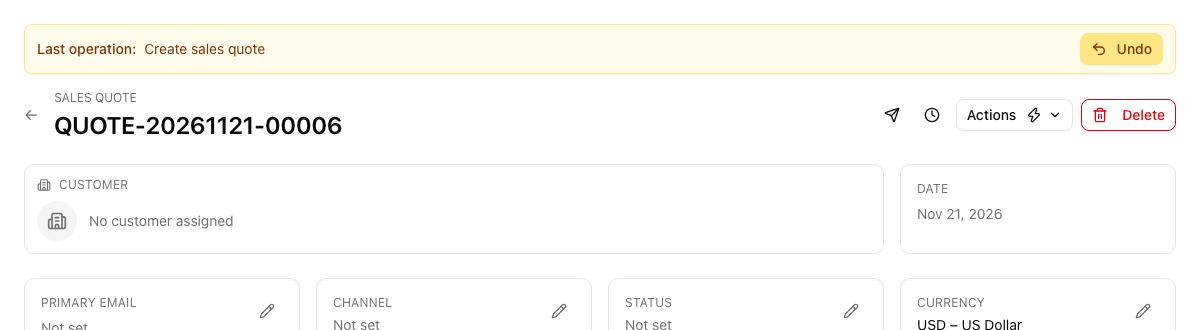 Last operation: Create sales quote
Undo
SALES QUOTE
QUOTE-20261121-00006
Actions
Delete
CUSTOMER
No customer assigned
DATE
Nov 21, 2026
PRIMARY EMAIL
Not set
CHANNEL
Not set
STATUS
Not set
CURRENCY
USD – US Dollar